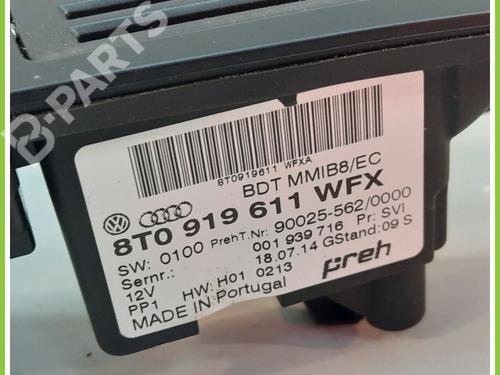 B-PARTS
8T0919611 WFXA
BDT MMIB8/EC
8T0 919 611 WFX
SW: 0100 PrehT.Nr: 90025-562/0000
Sernr.: 001 939 716 Pr: SVI
12V 18.07.14 GStand: 09 S
PP1 HW: H01 0213
MADE IN Portugal preh